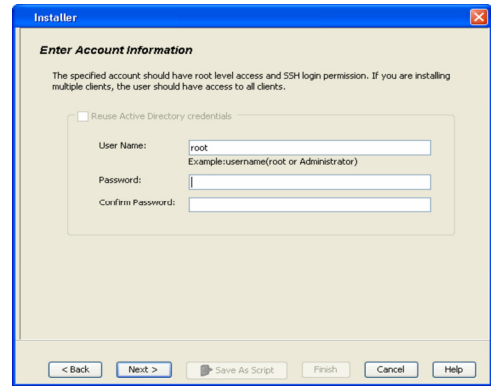 Installer
Enter Account Information
The specified account should have root level access and SSH login permission. If you are installing
multiple clients, the user should have access to all clients.
Reuse Active Directory credentials
User Name:
root
Example:username(root or Administrator)
Password:
Confirm Password:
< Back
Next >
Save As Script
Finish
Cancel
Help